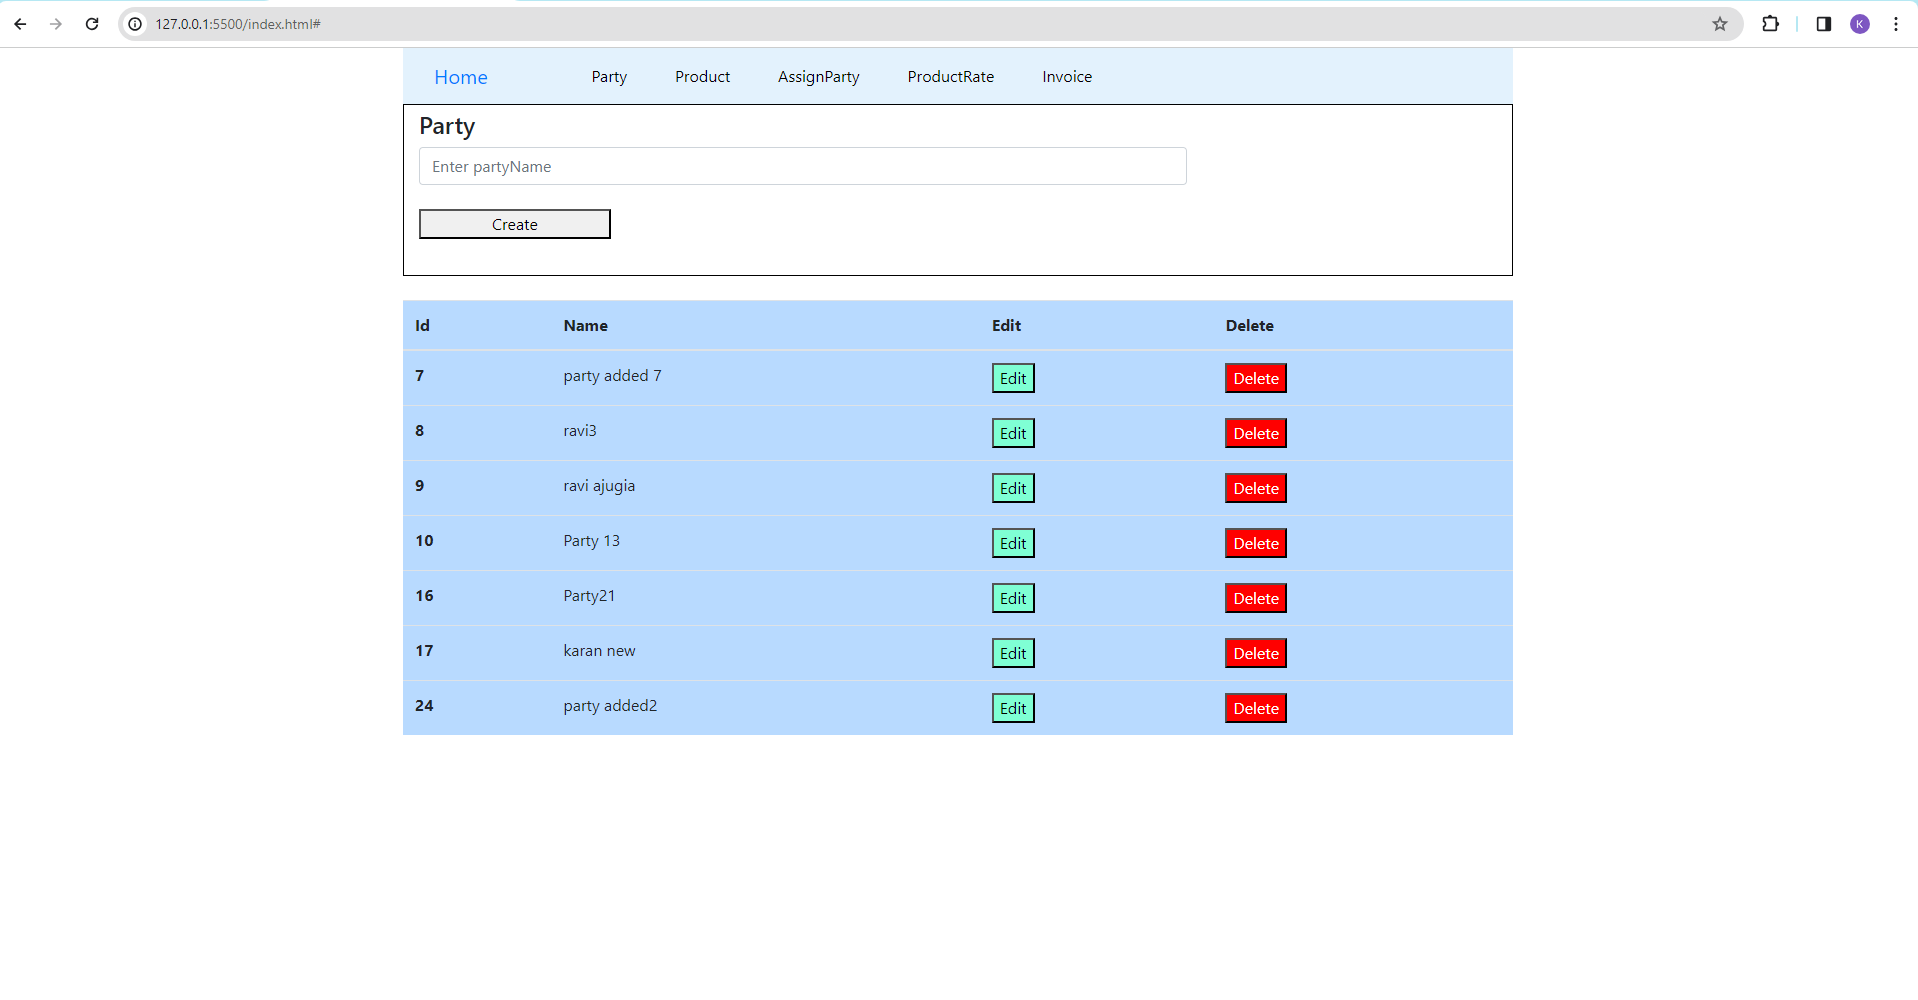 127.0.0.1:5500/index.html#
K
Home Party Product AssignParty ProductRate Invoice
Party
Enter partyName
Create
Id Name Edit Delete
7 party added 7 Edit Delete
8 ravi3 Edit Delete
9 ravi ajugia Edit Delete
10 Party 13 Edit Delete
16 Party21 Edit Delete
17 karan new Edit Delete
24 party added2 Edit Delete